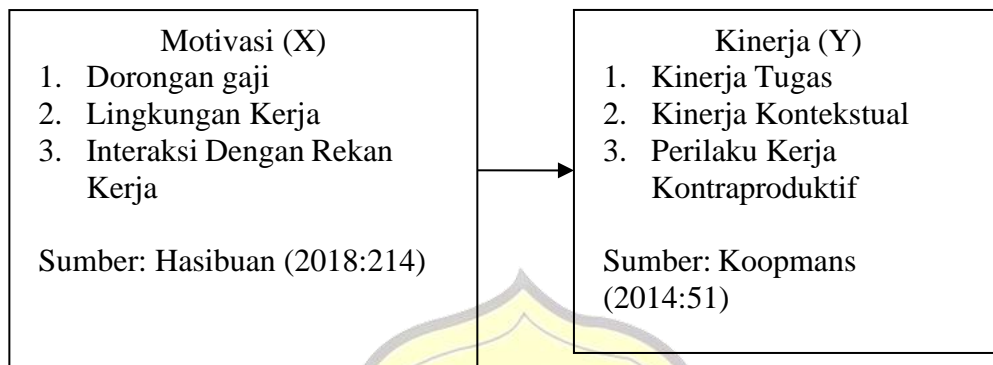 Motivasi (X)
1. Dorongan gaji
2. Lingkungan Kerja
3. Interaksi Dengan Rekan
Kerja
Sumber: Hasibuan (2018:214)
Kinerja (Y)
1. Kinerja Tugas
2. Kinerja Kontekstual
3. Perilaku Kerja
Kontraproduktif
Sumber: Koopmans
(2014:51)